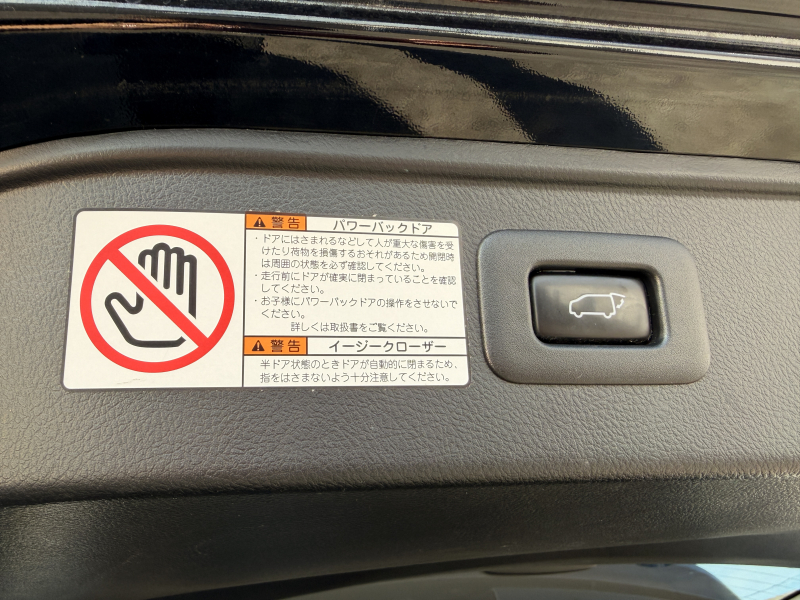 警告 パワーバックドア
・ドアにはさまれるなどして人が重大な傷害を受
けたり荷物を損傷するおそれがあるため開閉時
は周囲の状態を必ず確認してください。
・走行前にドアが確実に閉まっていることを確認
してください。
・お子様にパワーバックドアの操作をさせないで
ください。
詳しくは取扱書をご覧ください。
警告 イージークローザー
半ドア状態のときドアが自動的に閉まるため、
指をはさまないよう十分注意してください。